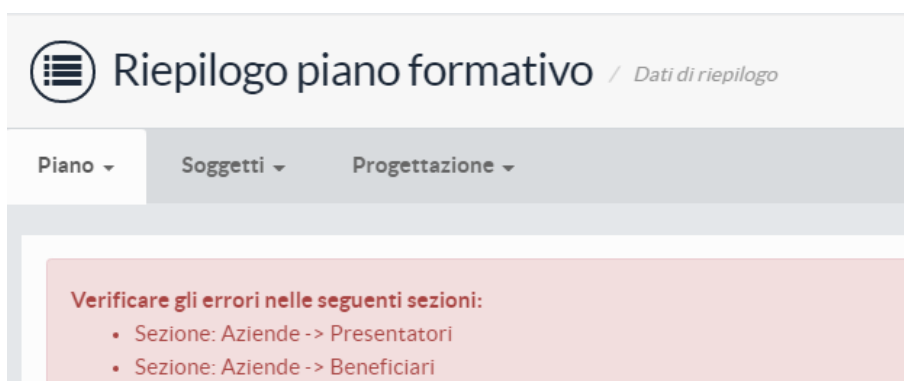 Riepilogo piano formativo / Dati di riepilogo
Piano Soggetti Progettazione
Verificare gli errori nelle seguenti sezioni:
• Sezione: Aziende -> Presentatori
• Sezione: Aziende -> Beneficiari